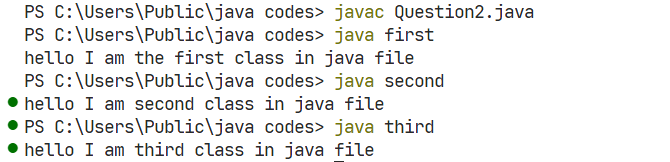 PS C:\Users\Public\java codes> javac Question2.java
PS C:\Users\Public\java codes> java first
hello I am the first class in java file
PS C:\Users\Public\java codes> java second
hello I am second class in java file
PS C:\Users\Public\java codes> java third
hello I am third class in java file